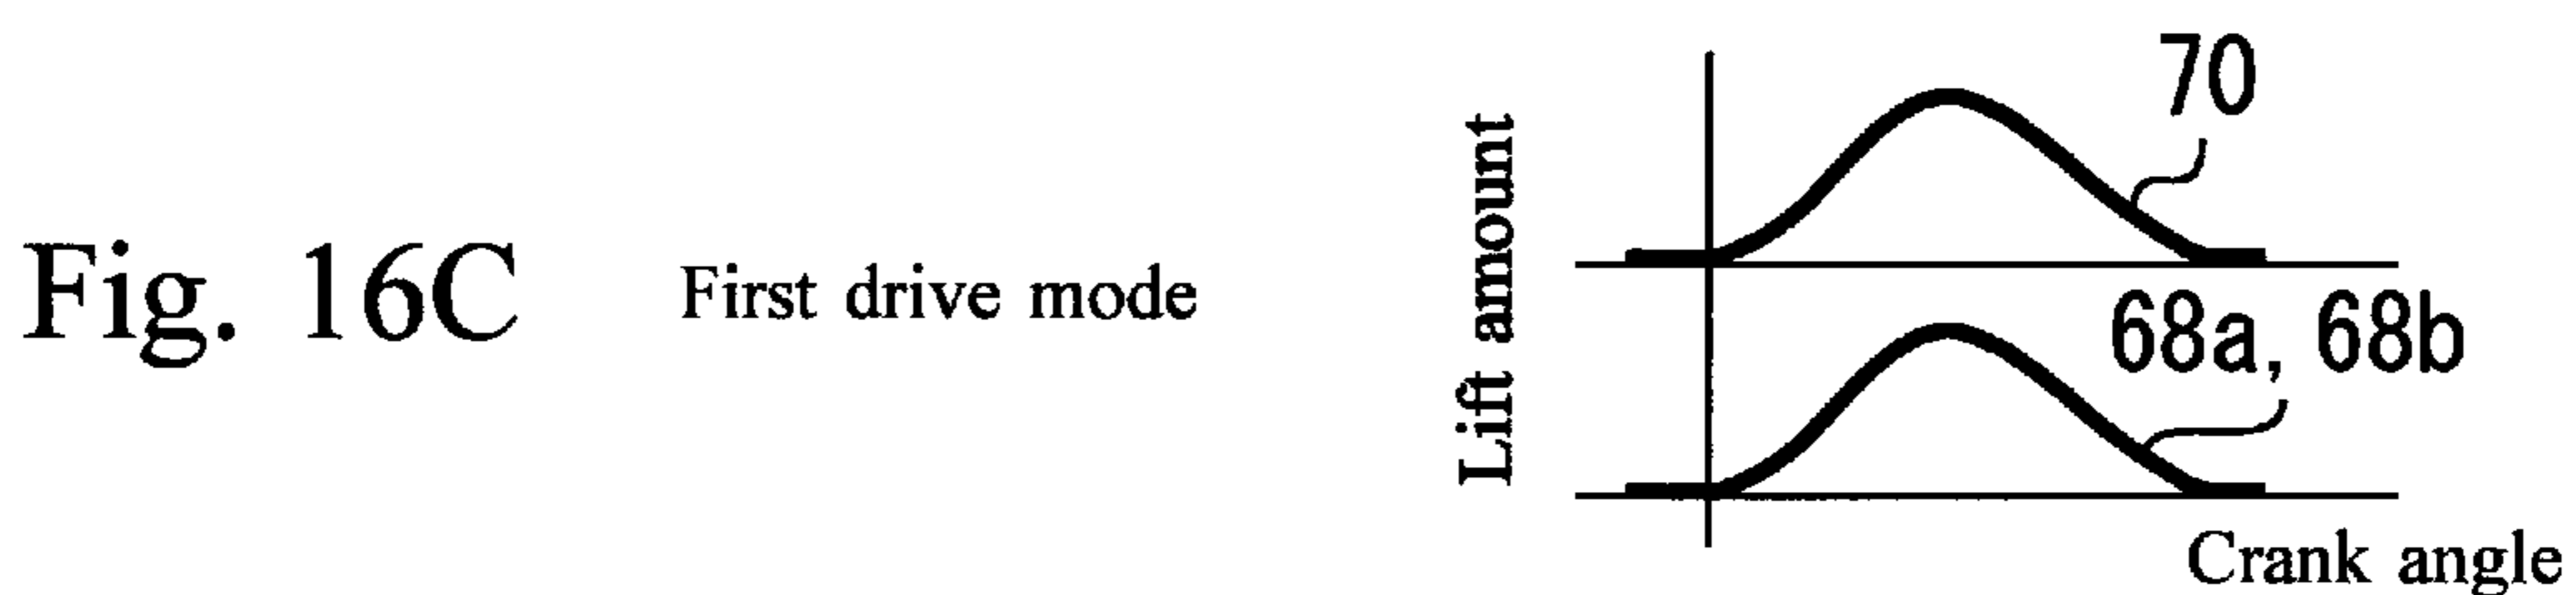 Fig. 16C
First drive mode
Lift amount
70
68a, 68b
Crank angle